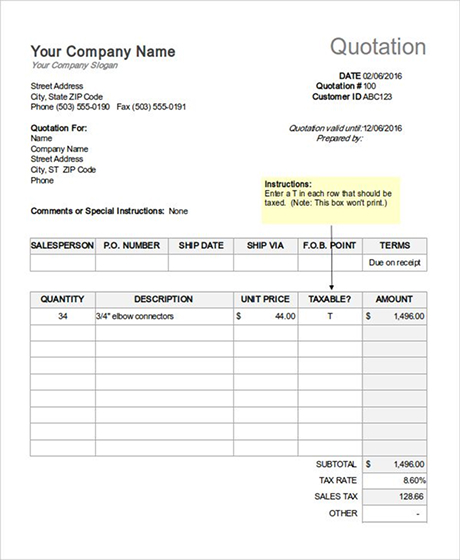 Your Company Name
Your Company Slogan
Quotation
Street Address
City, State ZIP Code
Phone (503) 555-0190 Fax (503) 555-0191
DATE 02/06/2016
Quotation # 100
Customer ID ABC123
Quotation For:
Name
Company Name
Street Address
City, ST ZIP Code
Phone
Quotation valid until: 12/06/2016
Prepared by:
Instructions:
Enter a T in each row that should be
taxed. (Note: This box won't print.)
Comments or Special Instructions: None
SALESPERSON P.O. NUMBER SHIP DATE SHIP VIA F.O.B. POINT TERMS
Due on receipt
QUANTITY DESCRIPTION UNIT PRICE TAXABLE? AMOUNT
34 3/4" elbow connectors $ 44.00 T $ 1,496.00
SUBTOTAL $ 1,496.00
TAX RATE 8.60%
SALES TAX 128.66
OTHER -